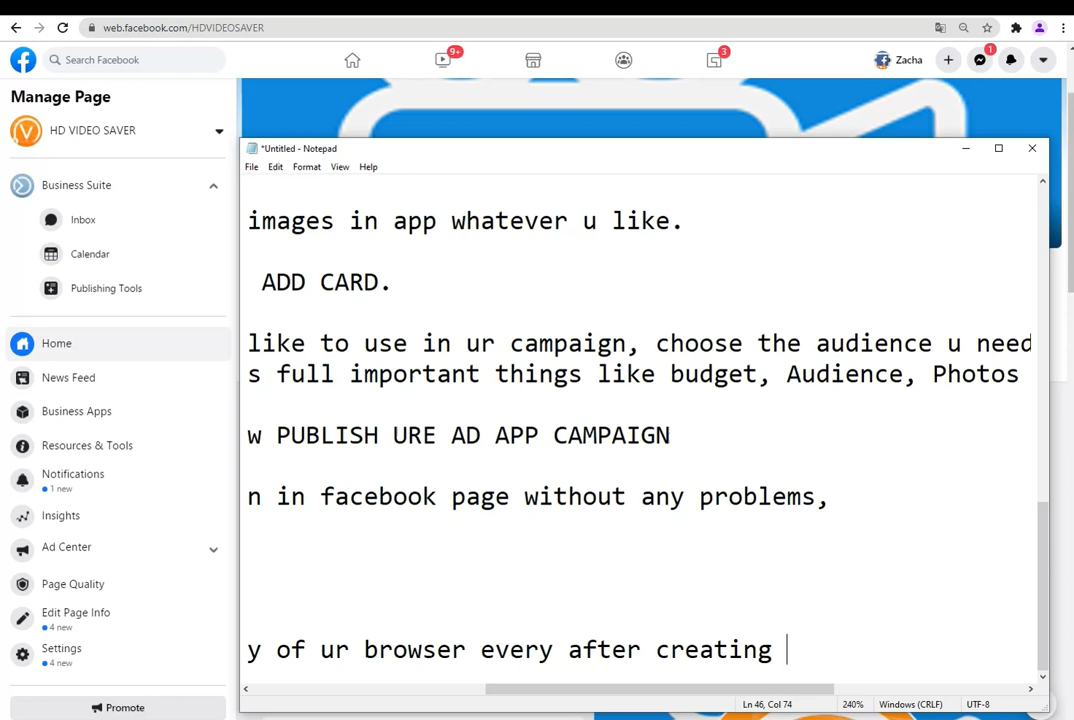 web.facebook.com/HDVIDEOSAVER
Search Facebook
9+
3
Zacha
1
Manage Page
HD VIDEO SAVER
Business Suite
Inbox
Calendar
Publishing Tools
Home
News Feed
Business Apps
Resources & Tools
Notifications
1 new
Insights
Ad Center
Page Quality
Edit Page Info
4 new
Settings
4 new
Promote
*Untitled - Notepad
File Edit Format View Help
images in app whatever u like.
ADD CARD.
like to use in ur campaign, choose the audience u need
s full important things like budget, Audience, Photos
w PUBLISH URE AD APP CAMPAIGN
n in facebook page without any problems,
y of ur browser every after creating
Ln 46, Col 74 240% Windows (CRLF) UTF-8